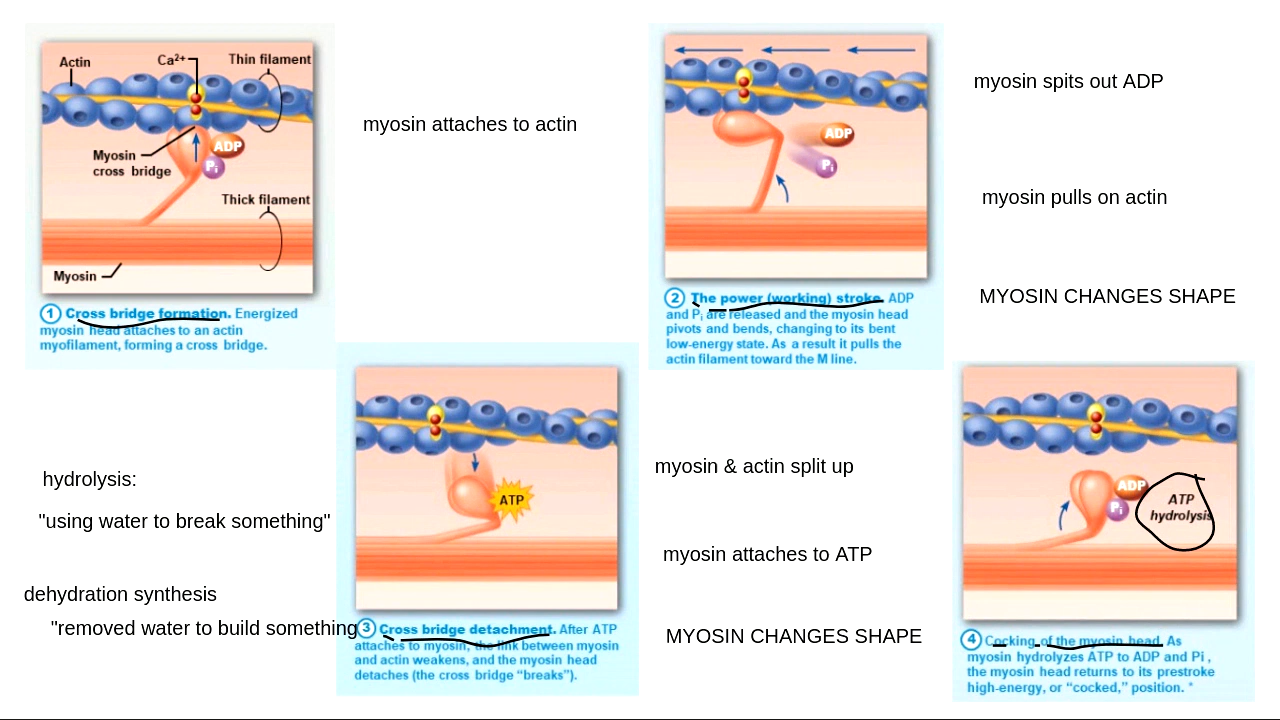 Actin
Ca2+
Thin filament
ADP
Pi
Myosin
cross bridge
Thick filament
Myosin
1 Cross bridge formation. Energized
myosin head attaches to an actin
myofilament, forming a cross bridge.
myosin attaches to actin
ADP
Pi
2 The power (working) stroke. ADP
and Pi are released and the myosin head
pivots and bends, changing to its bent
low-energy state. As a result it pulls the
actin filament toward the M line.
myosin spits out ADP
myosin pulls on actin
MYOSIN CHANGES SHAPE
hydrolysis:
"using water to break something"
dehydration synthesis
"removed water to build something
ATP
3 Cross bridge detachment. After ATP
attaches to myosin, the link between myosin
and actin weakens, and the myosin head
detaches (the cross bridge “breaks”).
myosin & actin split up
myosin attaches to ATP
MYOSIN CHANGES SHAPE
ADP
Pi
ATP
hydrolysis
4 Cocking of the myosin head. As
myosin hydrolyzes ATP to ADP and Pi ,
the myosin head returns to its prestroke
high-energy, or “cocked,” position. *